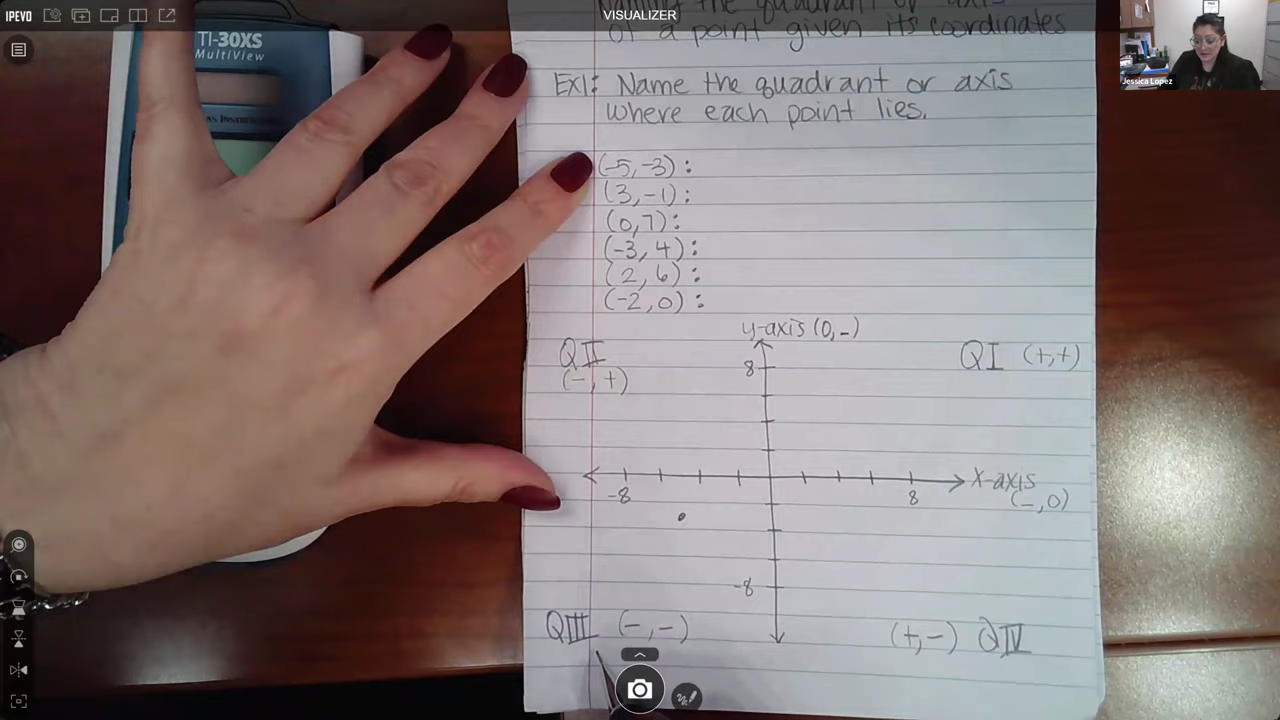 IPEVO
VISUALIZER
TI-30XS
MultiView
Jessica Lopez
of a point given its coordinates
EX1: Name the quadrant or axis
where each point lies.
(-5,-3):
(3,-1):
(0,7):
(-3,4):
(2,6):
(-2,0):
y-axis (0,-)
QII
(-,+)
QI (+,+)
8
x-axis
(-,0)
-8
8
-8
QIII (-,-)
(+,-) QIV